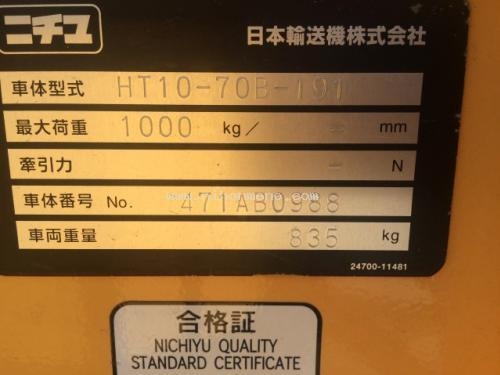 ニチユ 日本輸送機株式会社
車体型式 HT10-70B-191
最大荷重 1000 kg/ - mm
牽引力 - N
車体番号 No. 471AB0988
車両重量 835 kg
24700-11481
合格証
NICHIYU QUALITY
STANDARD CERTIFICATE